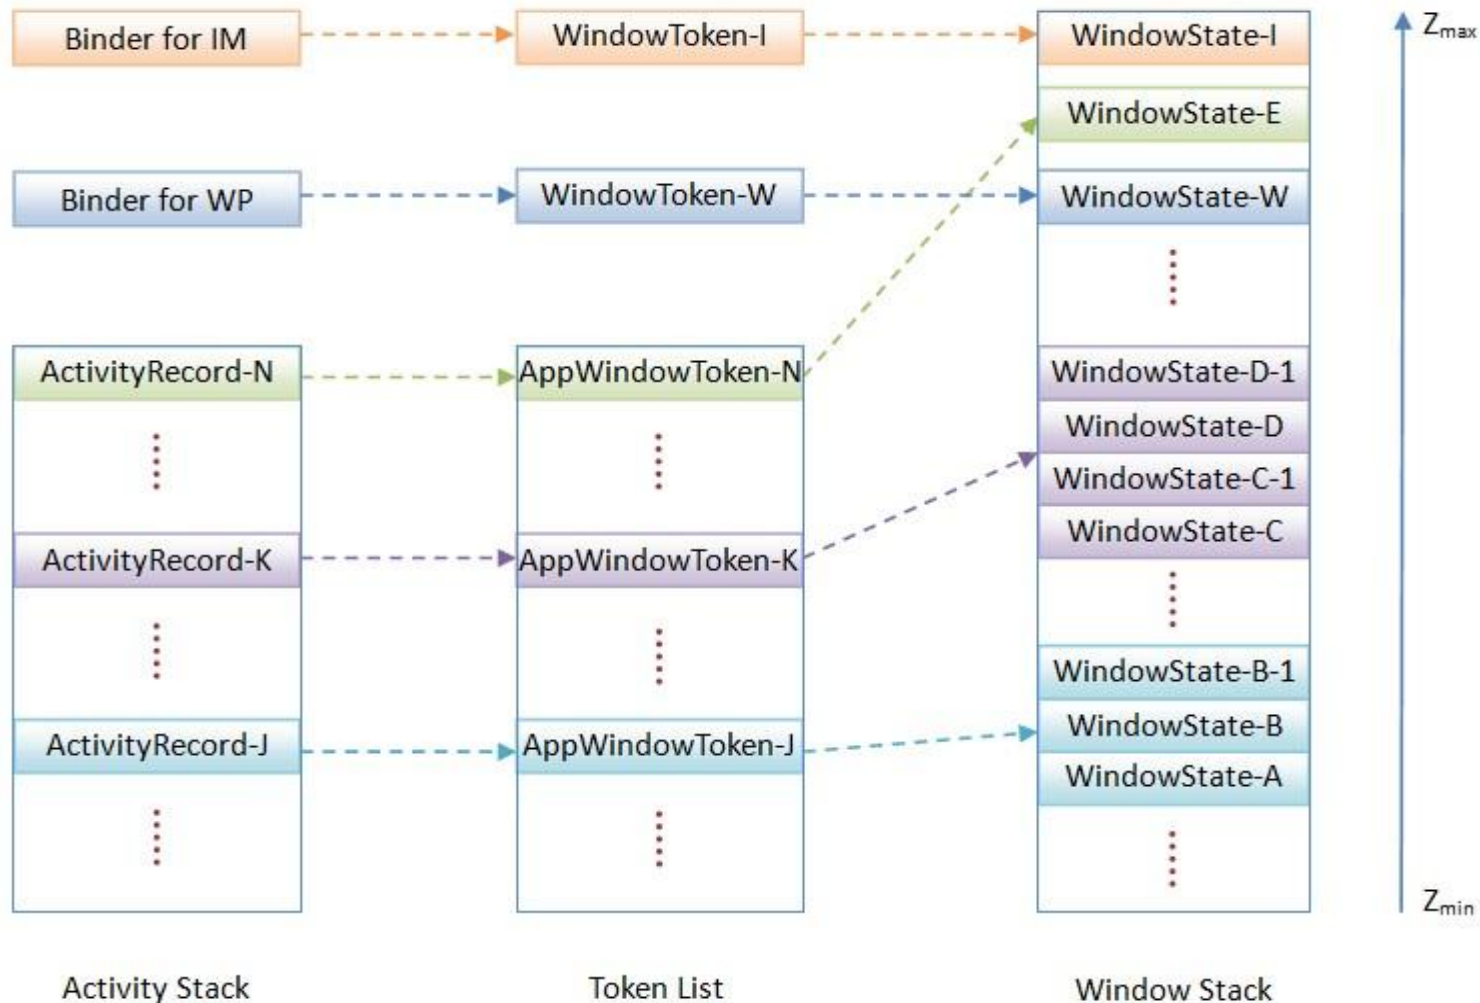 Binder for IM
WindowToken-I
WindowState-I
Zmax
WindowState-E
Binder for WP
WindowToken-W
WindowState-W
ActivityRecord-N
AppWindowToken-N
WindowState-D-1
WindowState-D
WindowState-C-1
WindowState-C
ActivityRecord-K
AppWindowToken-K
WindowState-B-1
WindowState-B
ActivityRecord-J
AppWindowToken-J
WindowState-A
Zmin
Activity Stack
Token List
Window Stack